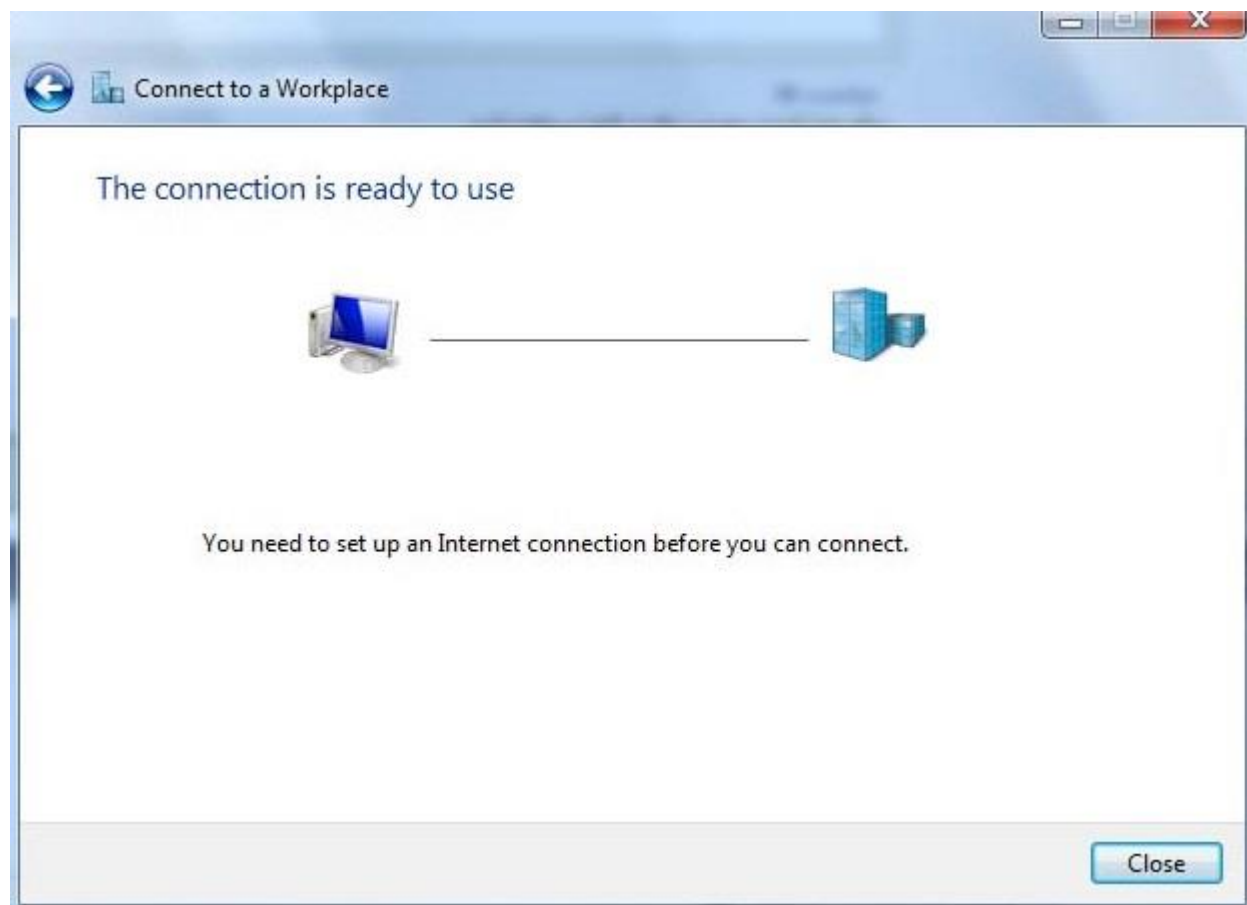 Connect to a Workplace
The connection is ready to use
You need to set up an Internet connection before you can connect.
Close